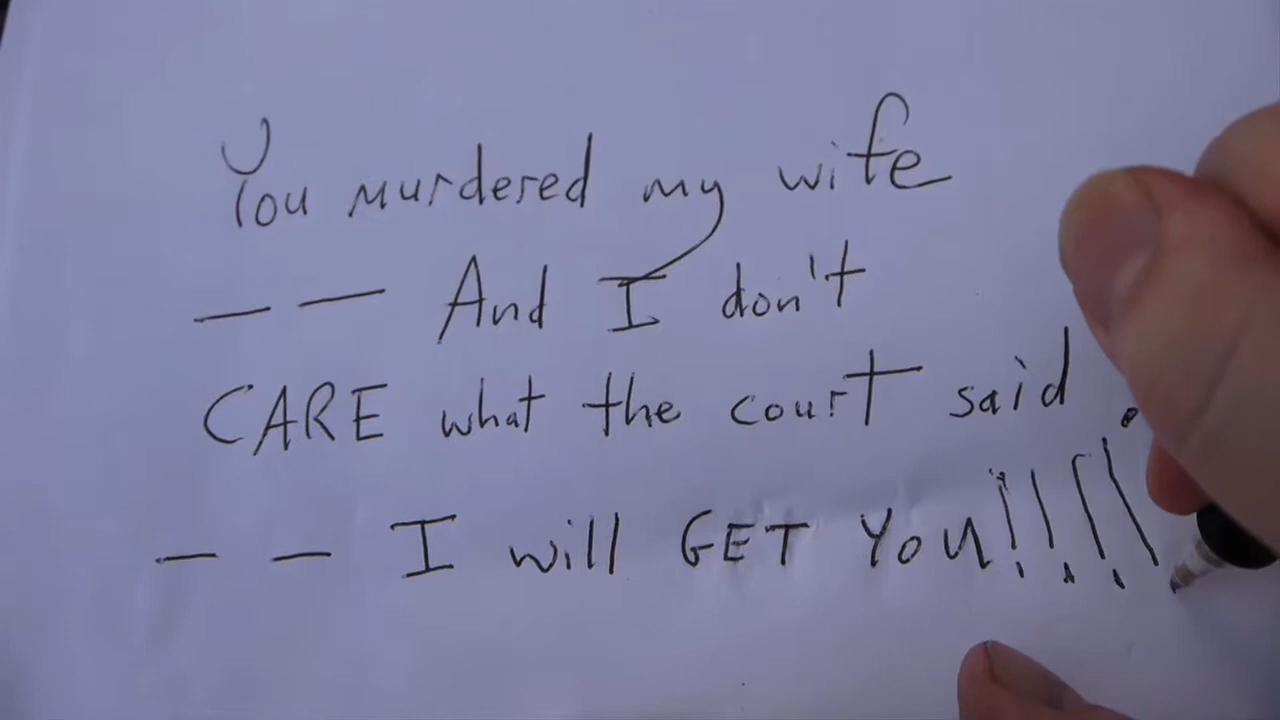 You murdered my wife
— — And I don't
CARE what the court said.
— — I will GET YOU!!!!